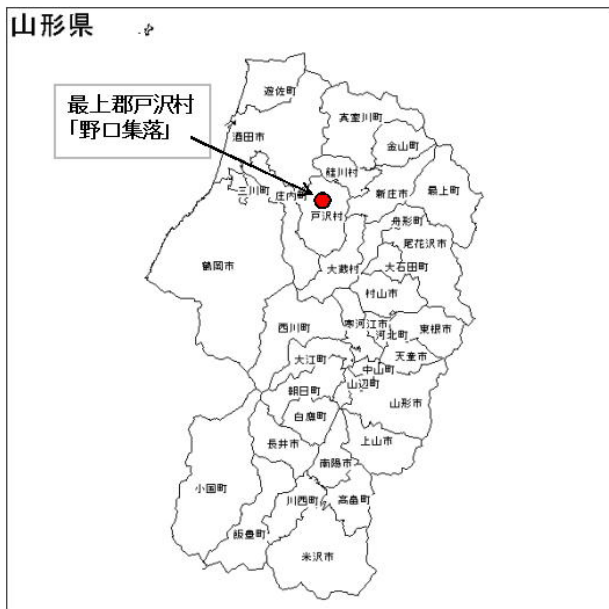 山形県
遊佐町
最上郡戸沢村
「野口集落」
真室川町
酒田市
金山町
鮭川村
三川町
庄内町
新庄市
最上町
戸沢村
舟形町
尾花沢市
鶴岡市
大蔵村
大石田町
村山市
西川町
寒河江市
東根市
河北町
大江町
天童市
中山町
朝日町
山辺町
山形市
白鷹町
長井市
上山市
南陽市
小国町
川西町
高畠町
飯豊町
米沢市